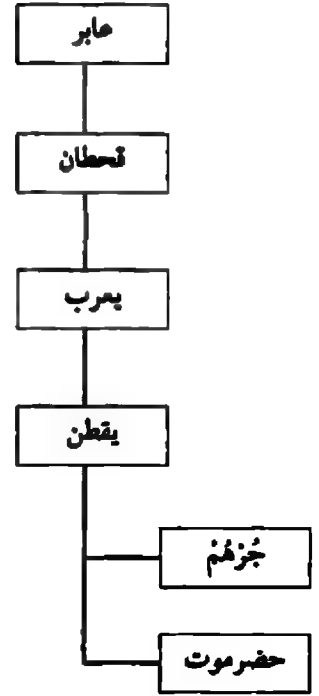 عابر
قحطان
يعرب
يقطن
جُرْهُمْ
حضرموت